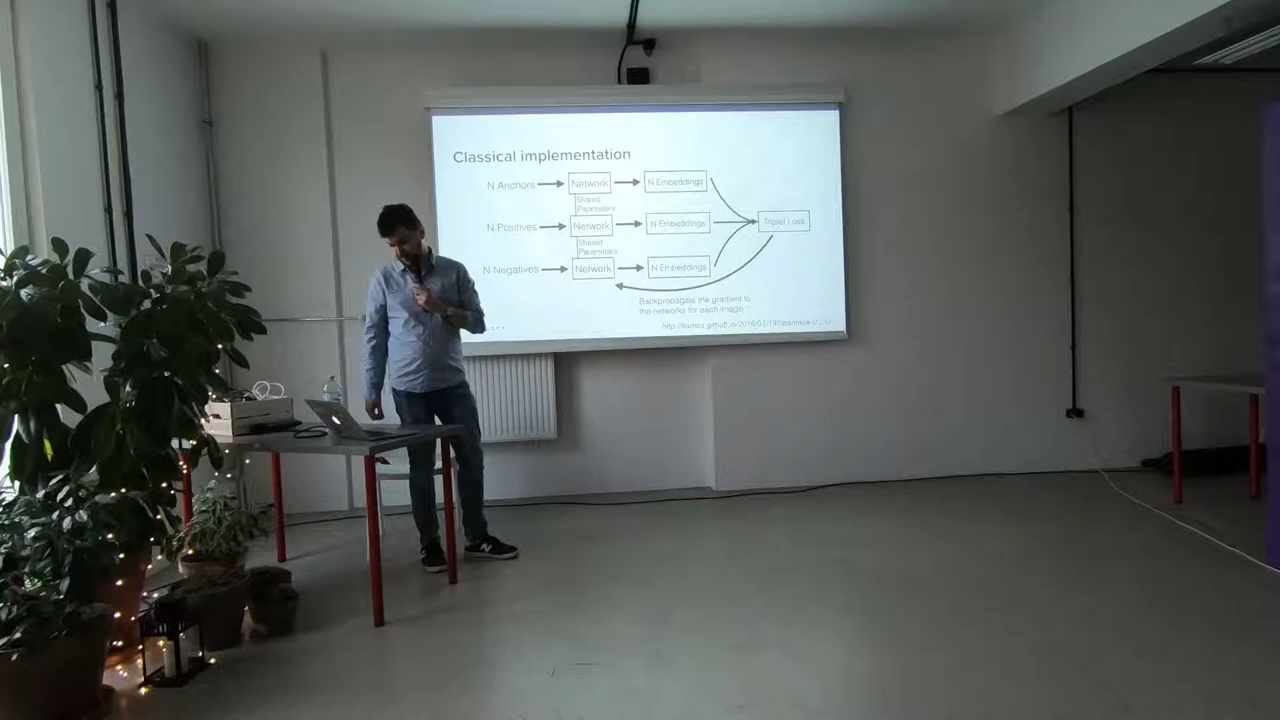 Classical implementation
N Anchors
Network
N Embeddings
Shared
Parameters
N Positives
Network
N Embeddings
Triplet Loss
Shared
Parameters
N Negatives
Network
N Embeddings
Backpropagate the gradient to
the networks for each image.